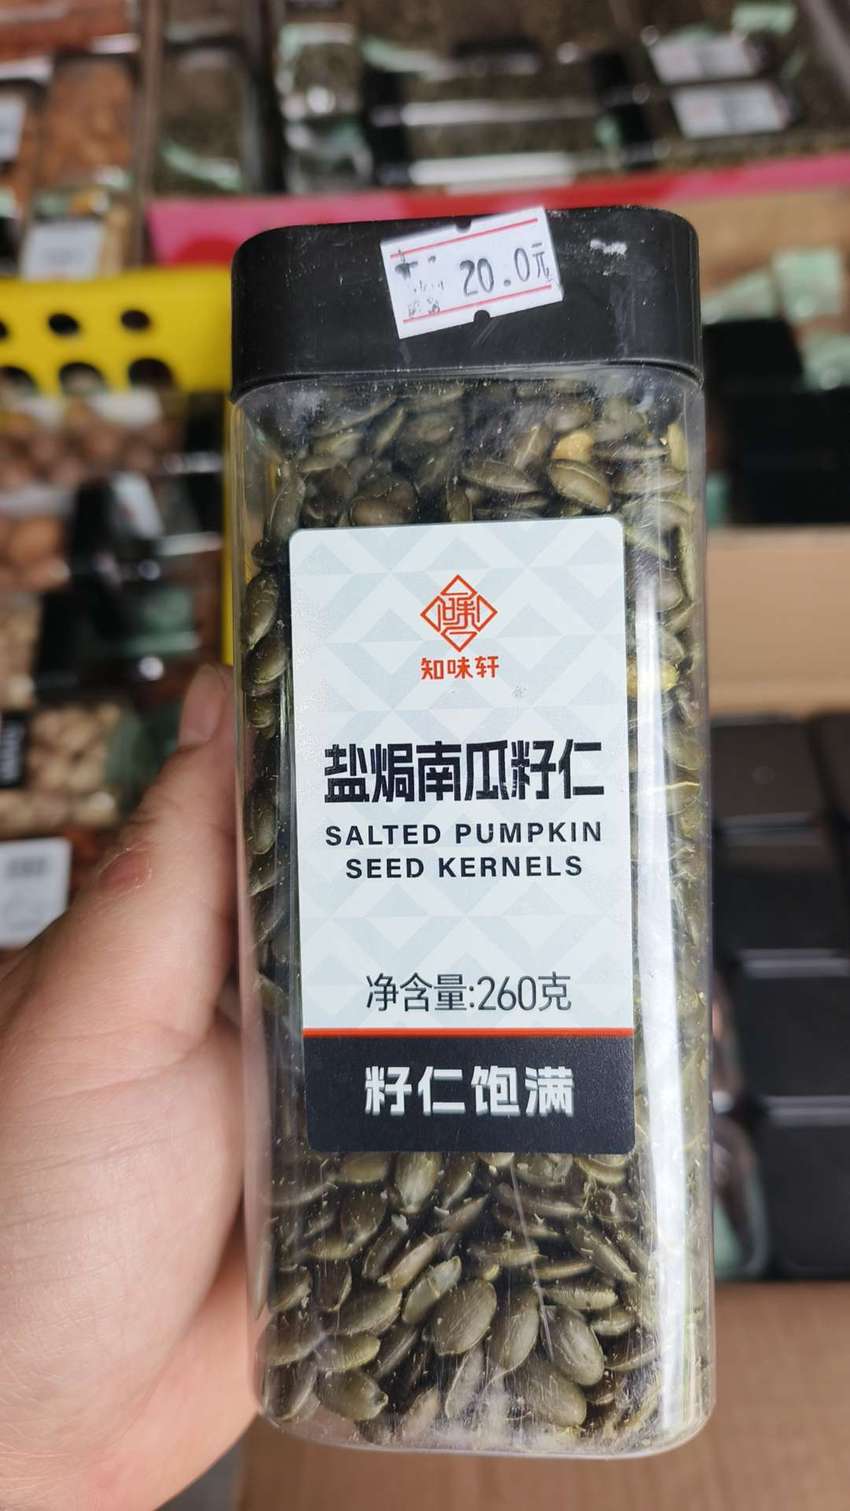 20.0元
知味轩
盐焗南瓜籽仁
SALTED PUMPKIN
SEED KERNELS
净含量:260克
籽仁饱满